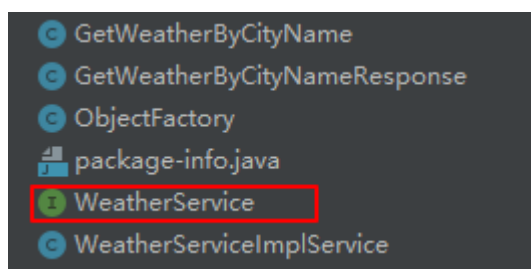 C GetWeatherByCityName
C GetWeatherByCityNameResponse
C ObjectFactory
J package-info.java
I WeatherService
C WeatherServiceImplService